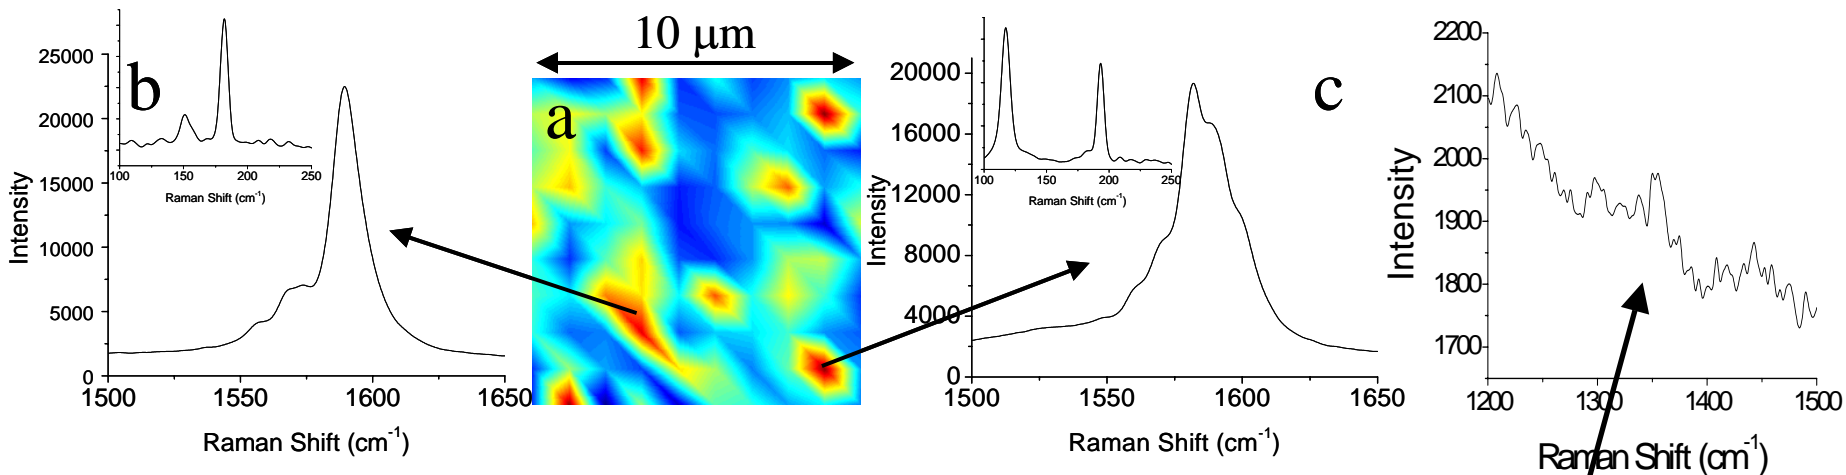 b
Intensity
25000
20000
15000
10000
5000
0
1500 1550 1600 1650
Raman Shift (cm-1)
100 150 200 250
Raman Shift (cm-1)
10 μm
a
c
Intensity
20000
16000
12000
8000
4000
0
1500 1550 1600 1650
Raman Shift (cm-1)
100 150 200 250
Raman Shift (cm-1)
Intensity
2200
2100
2000
1900
1800
1700
1200 1300 1400 1500
Raman Shift (cm-1)